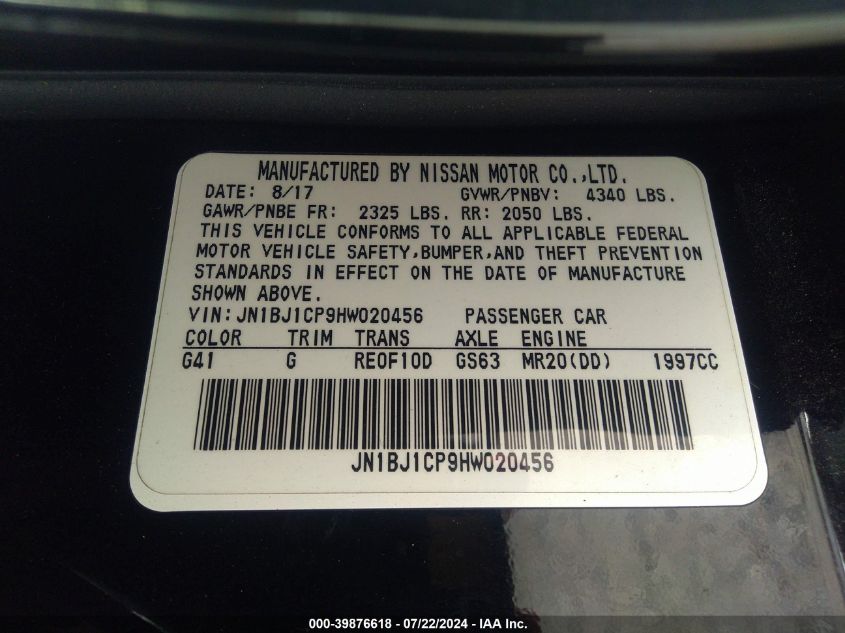 MANUFACTURED BY NISSAN MOTOR CO.,LTD.
DATE: 8/17 GVWR/PNBV: 4340 LBS.
GAWR/PNBE FR: 2325 LBS. RR: 2050 LBS.
THIS VEHICLE CONFORMS TO ALL APPLICABLE FEDERAL
MOTOR VEHICLE SAFETY,BUMPER,AND THEFT PREVENTION
STANDARDS IN EFFECT ON THE DATE OF MANUFACTURE
SHOWN ABOVE.
VIN:JN1BJ1CP9HW020456 PASSENGER CAR
COLOR TRIM TRANS AXLE ENGINE
G41 G RE0F10D GS63 MR20(DD) 1997CC
JN1BJ1CP9HW020456
000-39876618 - 07/22/2024 - IAA Inc.